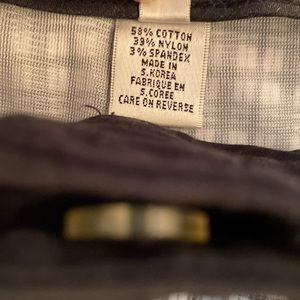 58% COTTON
39% NYLON
3% SPANDEX
MADE IN
S.KOREA
FABRIQUE EN
S.COREE
CARE ON REVERSE